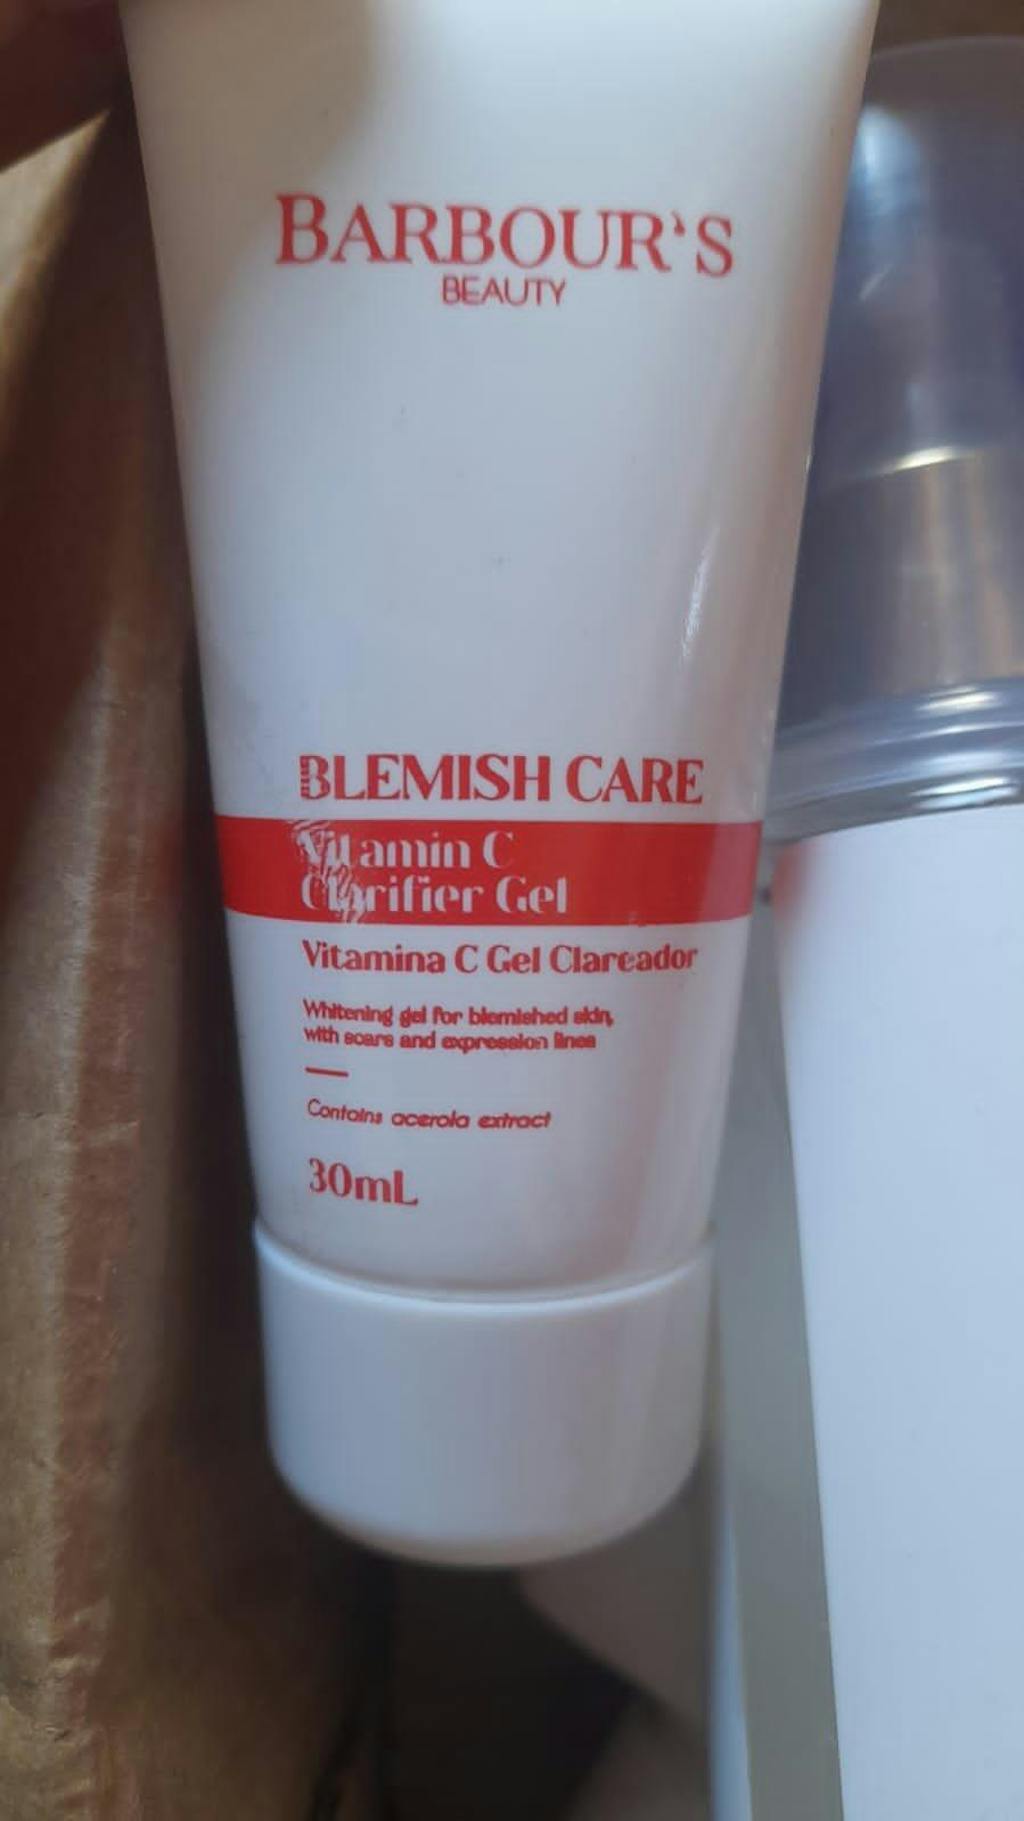 BARBOUR'S
BEAUTY
BLEMISH CARE
Vitamin C
Clarifier Gel
Vitamina C Gel Clareador
Whitening gel for blemished skin,
with scars and expression lines
Contains acerola extract
30mL